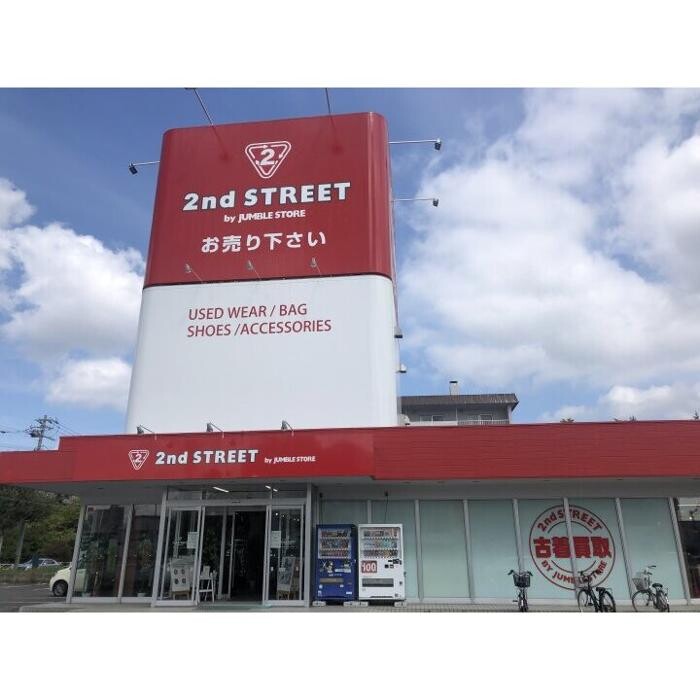 2
2nd STREET
by JUMBLE STORE
お売り下さい
USED WEAR / BAG
SHOES /ACCESSORIES
2
2nd STREET by JUMBLE STORE
100
2nd STREET
古着買取
BY JUMBLE STORE